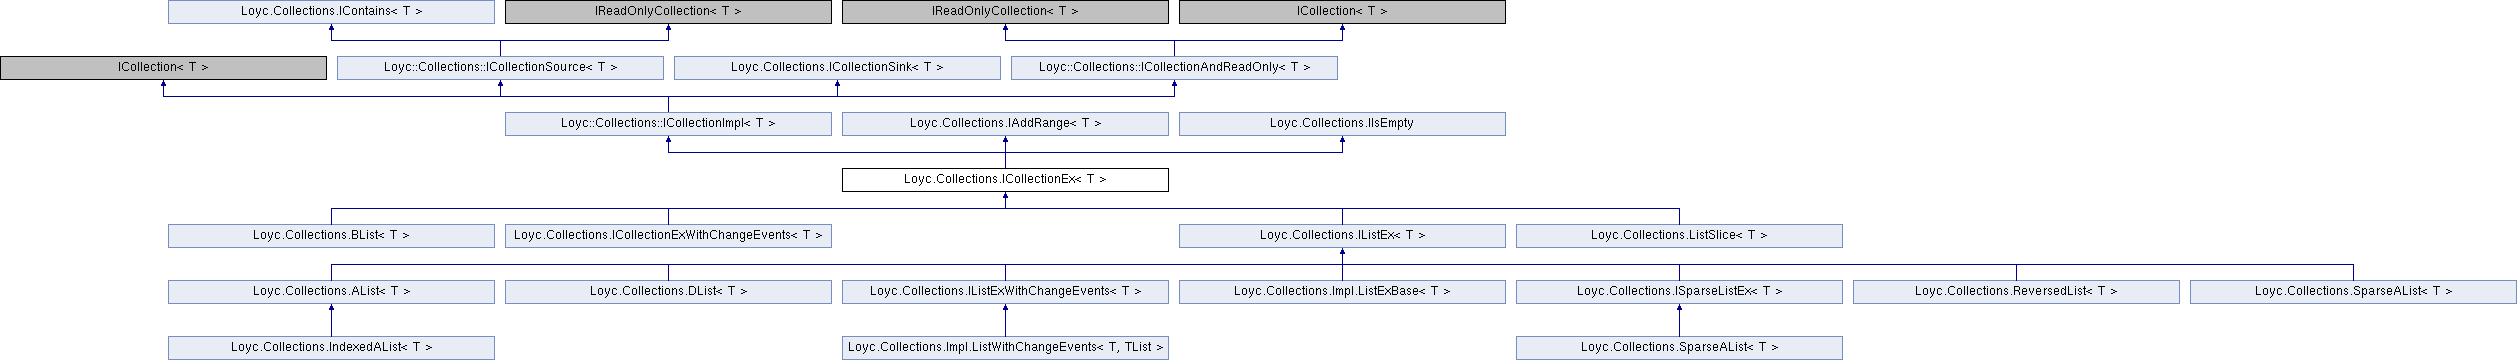 Loyc.Collections.IContains< T >
IReadOnlyCollection< T >
IReadOnlyCollection< T >
ICollection< T >
ICollection< T >
Loyc::Collections::ICollectionSource< T >
Loyc.Collections.ICollectionSink< T >
Loyc::Collections::ICollectionAndReadOnly< T >
Loyc::Collections::ICollectionImpl< T >
Loyc.Collections.IAddRange< T >
Loyc.Collections.IIsEmpty
Loyc.Collections.ICollectionEx< T >
Loyc.Collections.BList< T >
Loyc.Collections.ICollectionExWithChangeEvents< T >
Loyc.Collections.IListEx< T >
Loyc.Collections.ListSlice< T >
Loyc.Collections.AList< T >
Loyc.Collections.DList< T >
Loyc.Collections.IListExWithChangeEvents< T >
Loyc.Collections.Impl.ListExBase< T >
Loyc.Collections.ISparseListEx< T >
Loyc.Collections.ReversedList< T >
Loyc.Collections.SparseAList< T >
Loyc.Collections.IndexedAList< T >
Loyc.Collections.Impl.ListWithChangeEvents< T, TList >
Loyc.Collections.SparseAList< T >